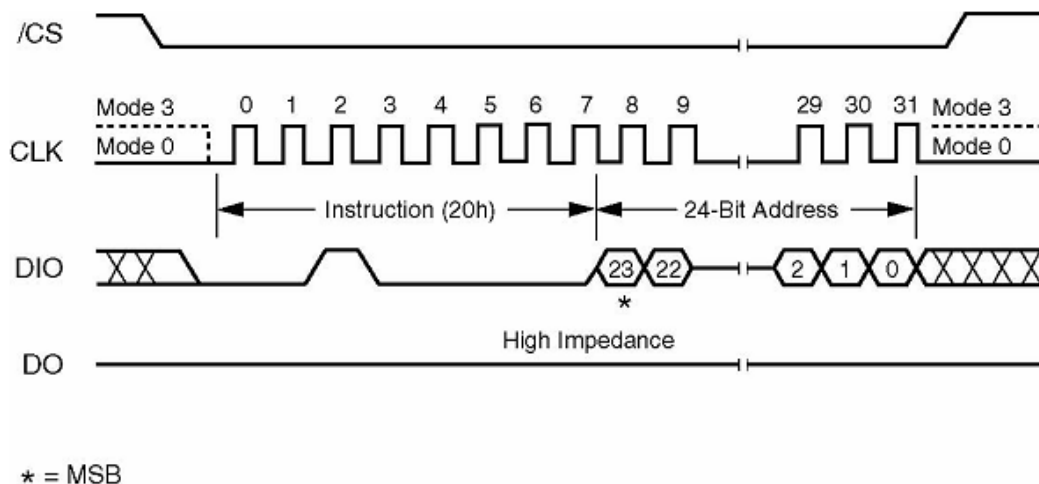 /CS
Mode 3 0 1 2 3 4 5 6 7 8 9 29 30 31 Mode 3
CLK Mode 0 Mode 0
Instruction (20h) 24-Bit Address
DIO 23 22 2 1 0
*
High Impedance
DO
* = MSB